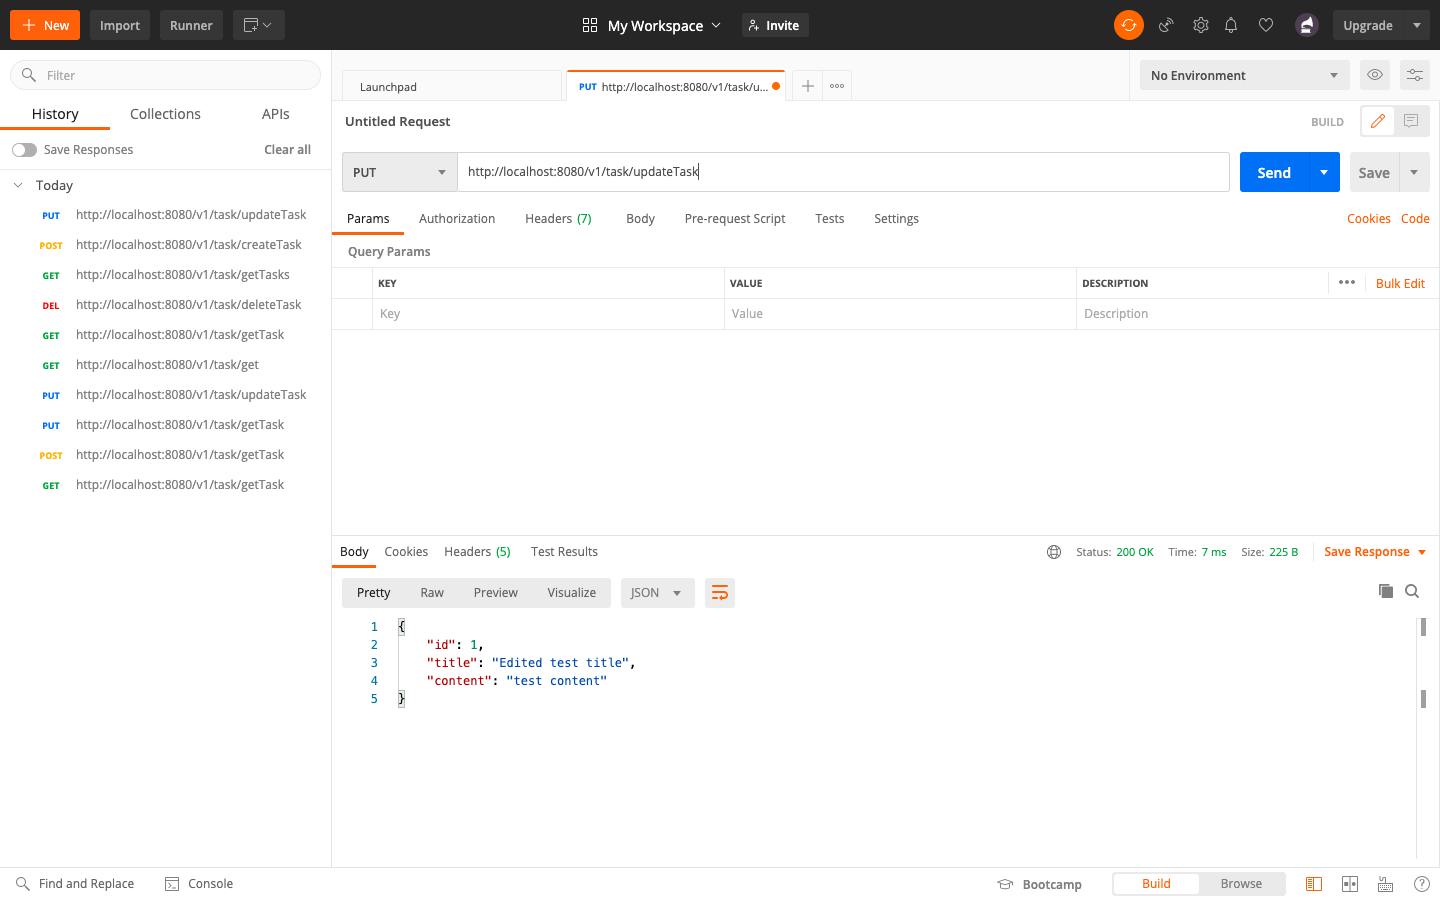 New Import Runner My Workspace Invite Upgrade
Filter
Launchpad PUT http://localhost:8080/v1/task/u... No Environment
History Collections APIs
Untitled Request BUILD
Save Responses Clear all
PUT http://localhost:8080/v1/task/updateTask Send Save
Today
PUT http://localhost:8080/v1/task/updateTask
POST http://localhost:8080/v1/task/createTask
GET http://localhost:8080/v1/task/getTasks
DEL http://localhost:8080/v1/task/deleteTask
GET http://localhost:8080/v1/task/getTask
GET http://localhost:8080/v1/task/get
PUT http://localhost:8080/v1/task/updateTask
PUT http://localhost:8080/v1/task/getTask
POST http://localhost:8080/v1/task/getTask
GET http://localhost:8080/v1/task/getTask
Params Authorization Headers (7) Body Pre-request Script Tests Settings Cookies Code
Query Params
KEY VALUE DESCRIPTION Bulk Edit
Key Value Description
Body Cookies Headers (5) Test Results Status: 200 OK Time: 7 ms Size: 225 B Save Response
Pretty Raw Preview Visualize JSON
1 {
2 "id": 1,
3 "title": "Edited test title",
4 "content": "test content"
5 }
Find and Replace Console Bootcamp Build Browse